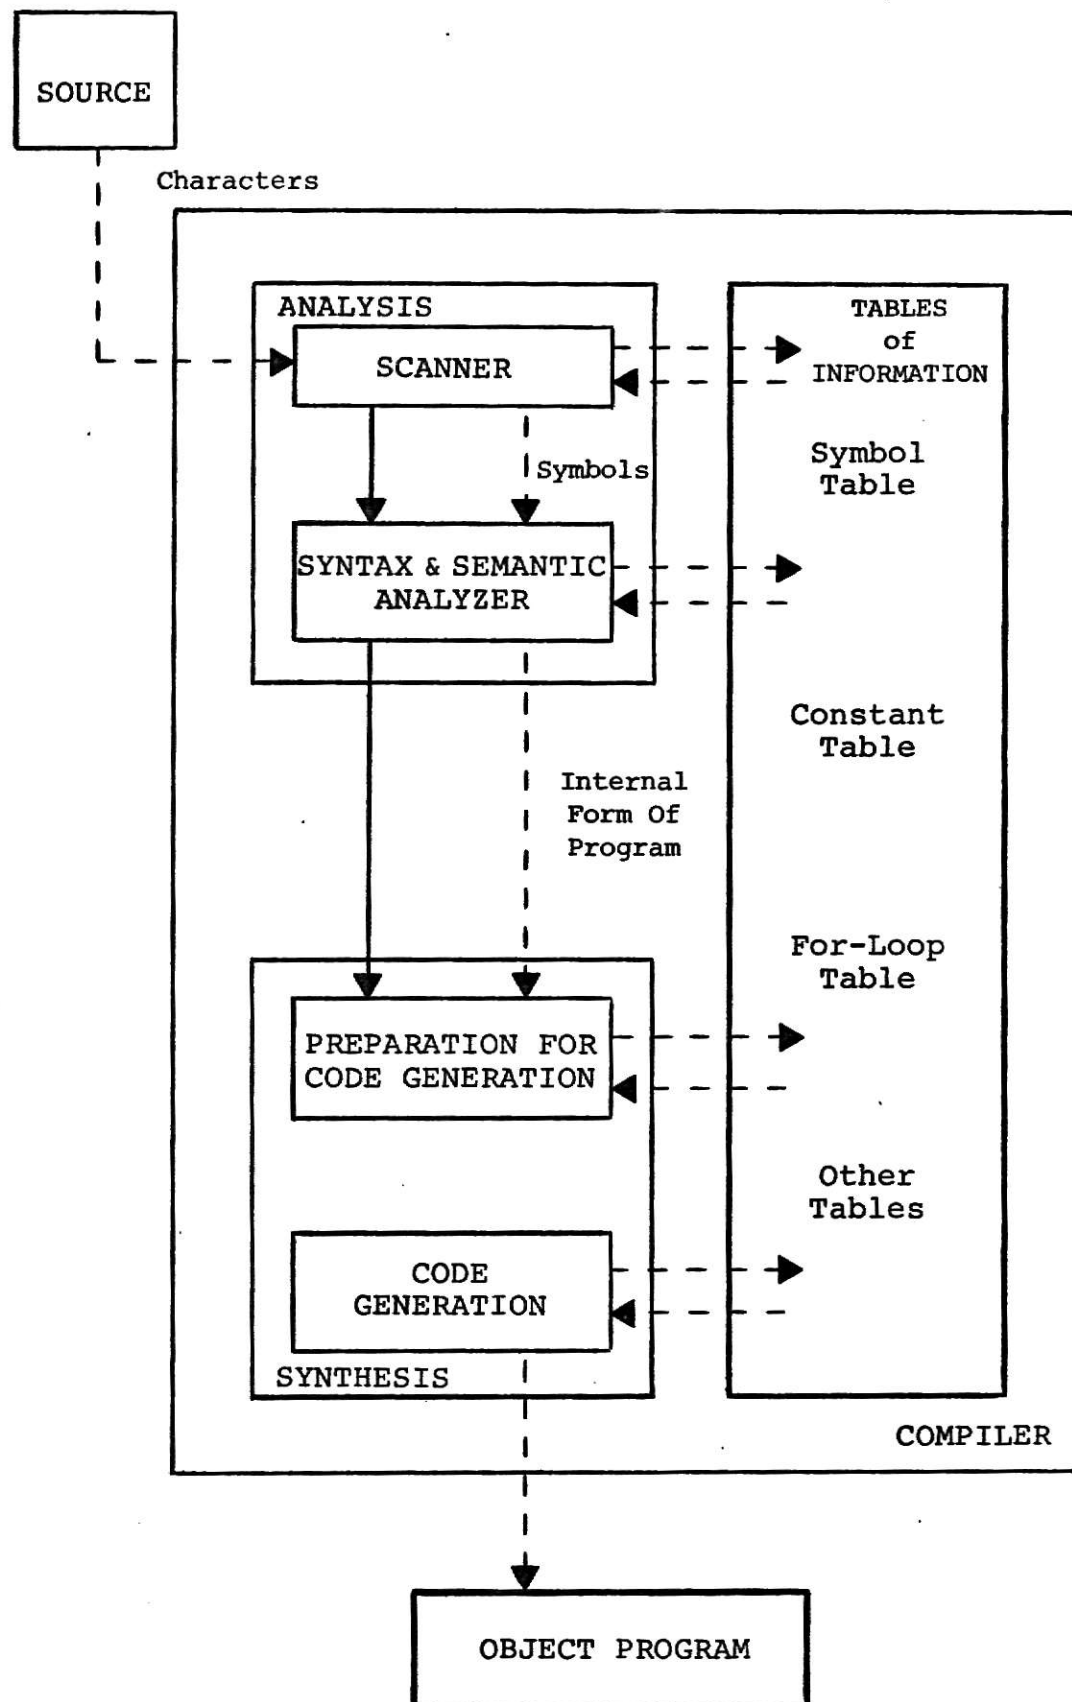 SOURCE
Characters
ANALYSIS
SCANNER
Symbols
SYNTAX & SEMANTIC
ANALYZER
Internal
Form Of
Program
PREPARATION FOR
CODE GENERATION
CODE
GENERATION
SYNTHESIS
TABLES
of
INFORMATION
Symbol
Table
Constant
Table
For-Loop
Table
Other
Tables
COMPILER
OBJECT PROGRAM